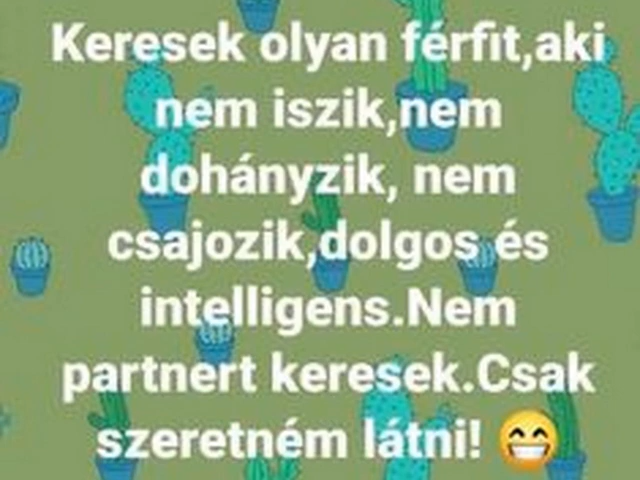 Keresek olyan férfit,aki
nem iszik,nem
dohányzik, nem
csajozik,dolgos és
intelligens.Nem
partnert keresek.Csak
szeretném látni! 😁